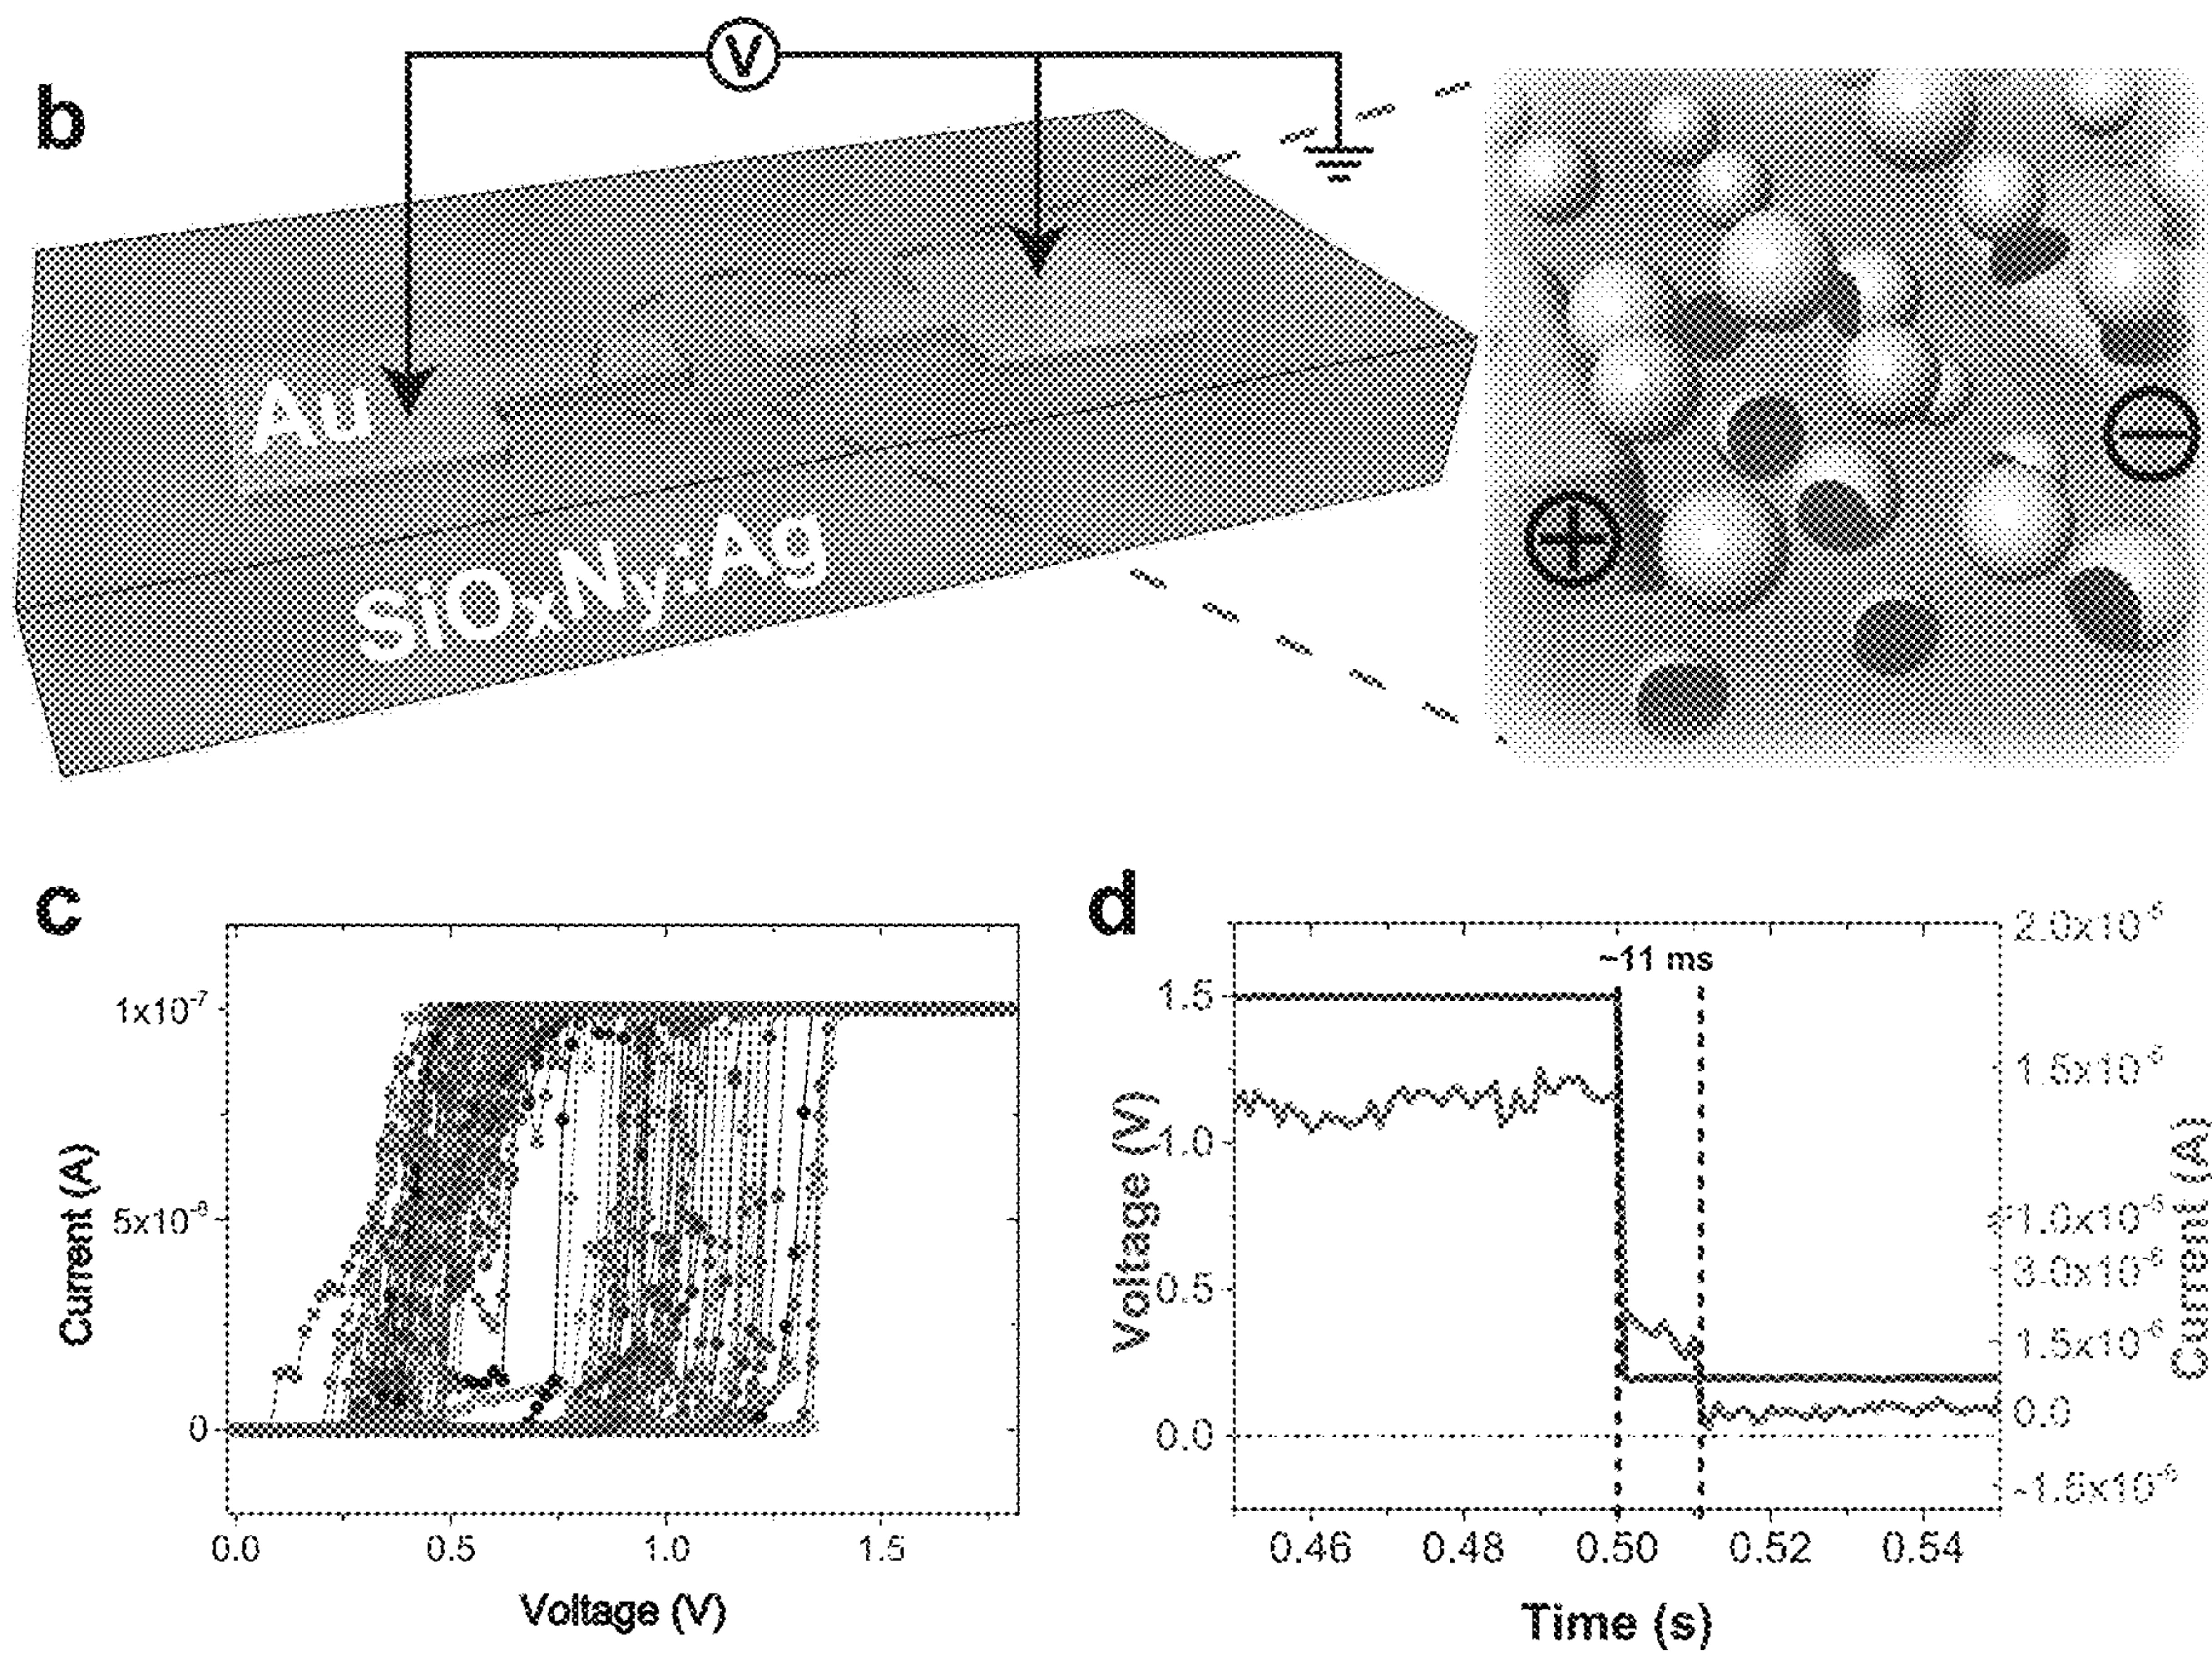 b
V
Au
SiOxNy:Ag
+
−
c
1x10⁻⁷
5x10⁻⁸
0
Current (A)
0.0 0.5 1.0 1.5
Voltage (V)
d
~11 ms
1.5
1.0
0.5
0.0
Voltage (V)
2.0x10⁻⁵
1.5x10⁻⁵
1.0x10⁻⁵
3.0x10⁻⁶
1.5x10⁻⁶
0.0
-1.5x10⁻⁶
Current (A)
0.46 0.48 0.50 0.52 0.54
Time (s)